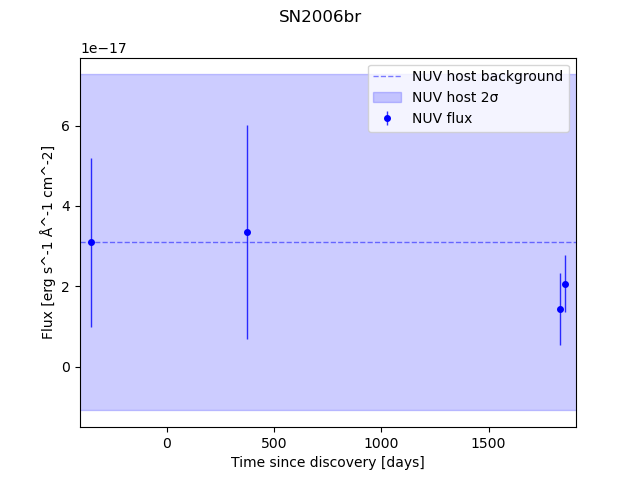 SN2006br
1e−17
NUV host background
NUV host 2σ
NUV flux
6
4
2
0
Flux [erg s^-1 Å^-1 cm^-2]
0 500 1000 1500
Time since discovery [days]